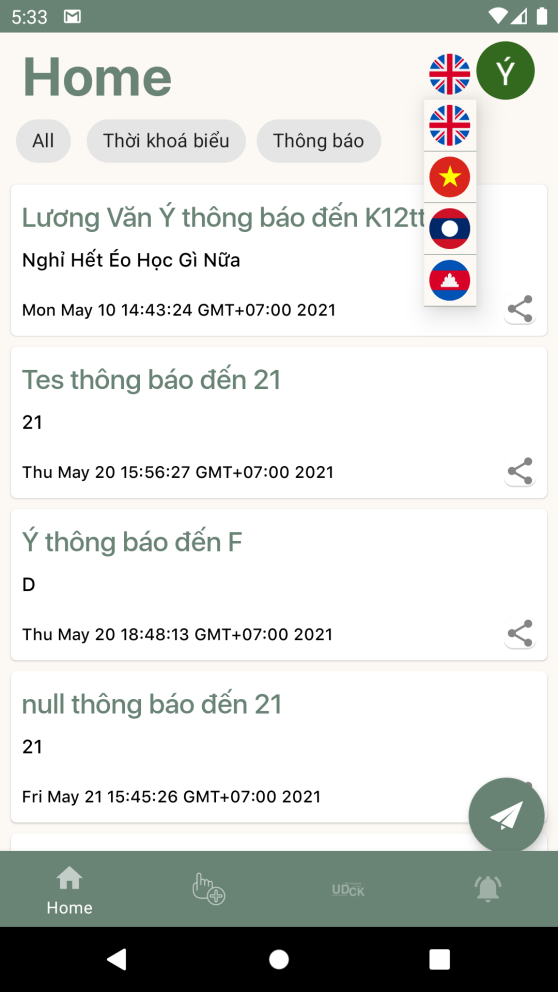 5:33
Home
Ý
All
Thời khoá biểu
Thông báo
Lương Văn Ý thông báo đến K12tt
Nghỉ Hết Éo Học Gì Nữa
Mon May 10 14:43:24 GMT+07:00 2021
Tes thông báo đến 21
21
Thu May 20 15:56:27 GMT+07:00 2021
Ý thông báo đến F
D
Thu May 20 18:48:13 GMT+07:00 2021
null thông báo đến 21
21
Fri May 21 15:45:26 GMT+07:00 2021
Home
UDCK